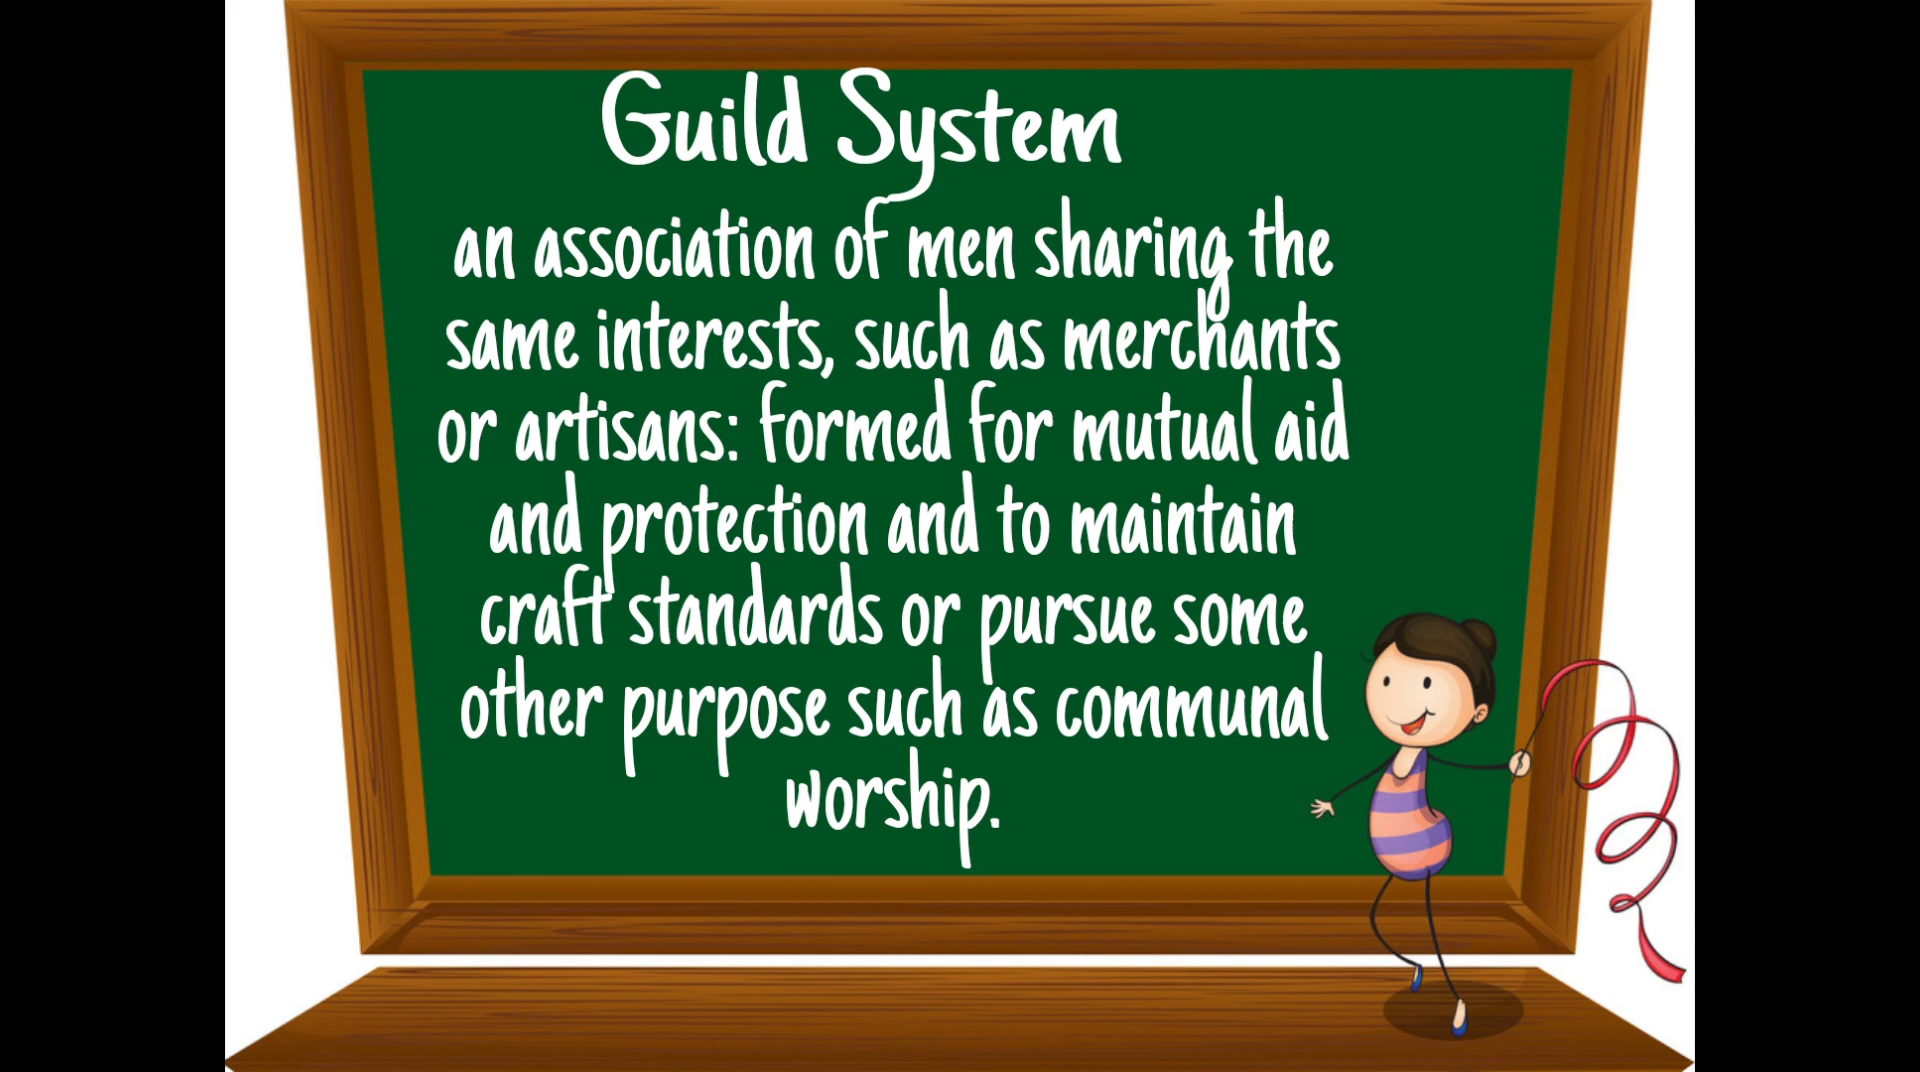 Guild System
an association of men sharing the
same interests, such as merchants
or artisans: formed for mutual aid
and protection and to maintain
craft standards or pursue some
other purpose such as communal
worship.